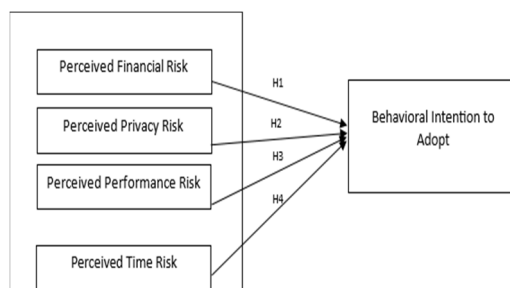 Perceived Financial Risk
H1
Perceived Privacy Risk
H2
Behavioral Intention to
Adopt
H3
Perceived Performance Risk
H4
Perceived Time Risk